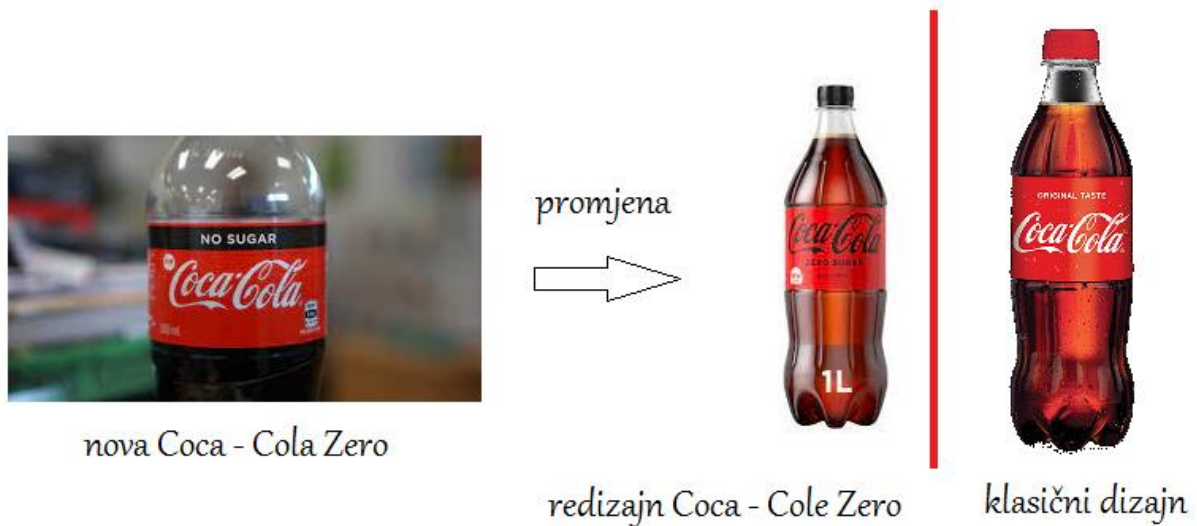 NO SUGAR
Coca-Cola
nova Coca - Cola Zero
promjena
Coca-Cola
ZERO SUGAR
1L
redizajn Coca - Cole Zero
ORIGINAL TASTE
Coca-Cola
klasični dizajn